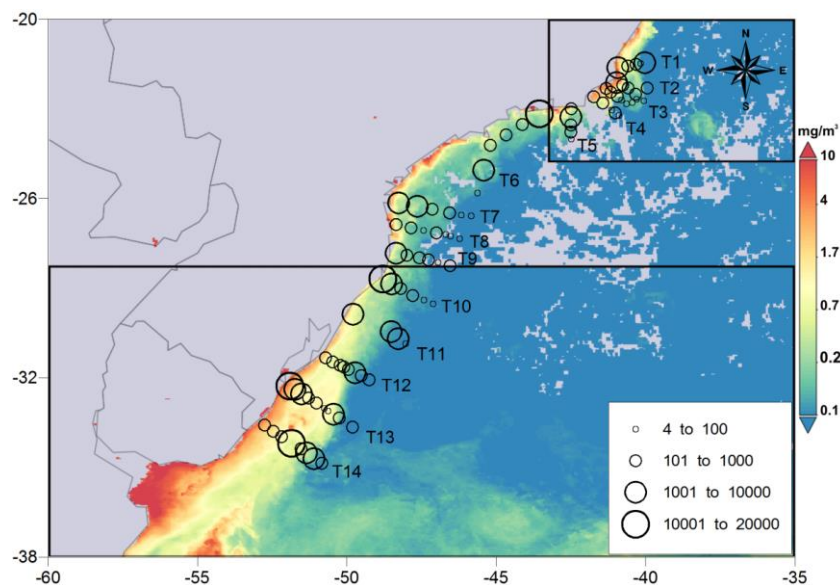 -20
-26
-32
-38
-60
-55
-50
-45
-40
-35
N
W E
S
T1
T2
T3
T4
T5
T6
T7
T8
T9
T10
T11
T12
T13
T14
mg/m³
10
4
1.7
0.7
0.2
0.1
4 to 100
101 to 1000
1001 to 10000
10001 to 20000